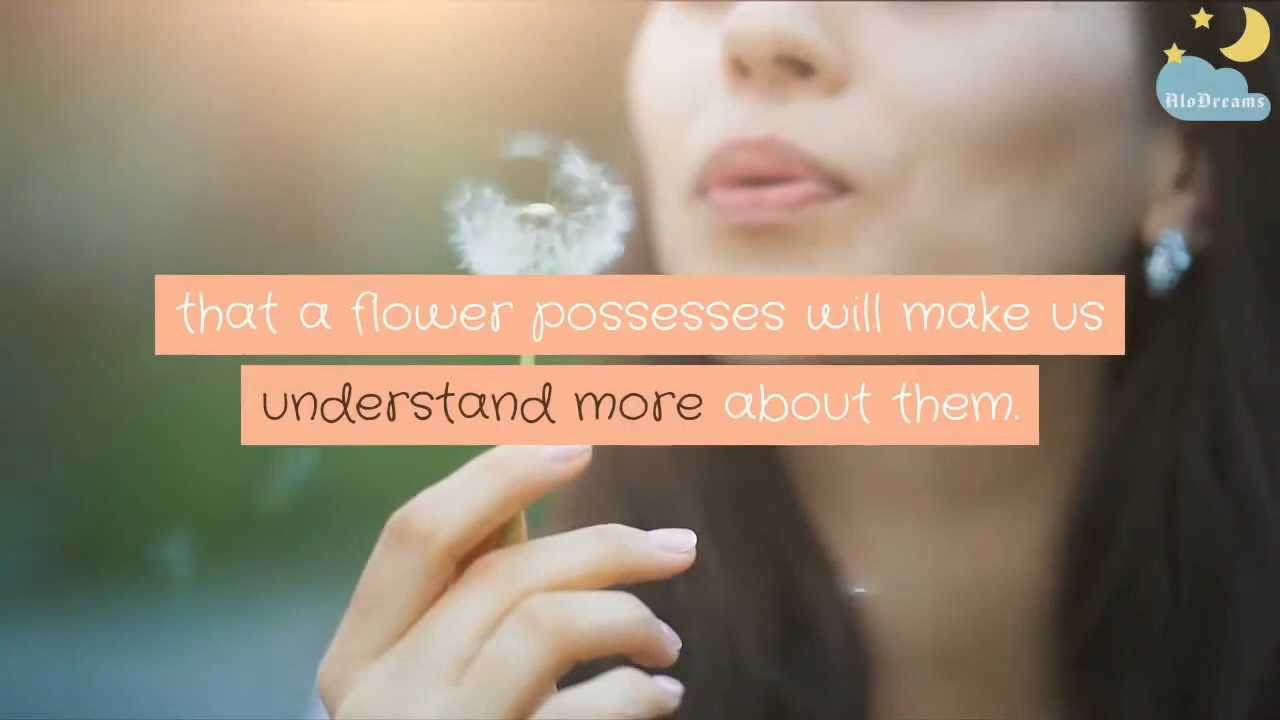 AloDreams
that a flower possesses will make us
understand more about them.